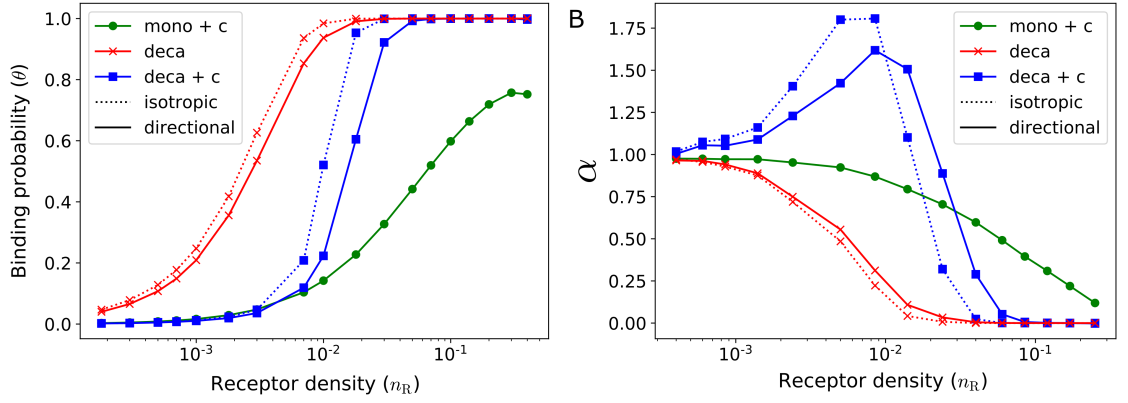 1.0
0.8
0.6
0.4
0.2
0.0
Binding probability (θ)
10⁻³
10⁻²
10⁻¹
Receptor density (n_R)
mono + c
deca
deca + c
isotropic
directional
B
1.75
1.50
1.25
1.00
0.75
0.50
0.25
0.00
α
10⁻³
10⁻²
10⁻¹
Receptor density (n_R)
mono + c
deca
deca + c
isotropic
directional